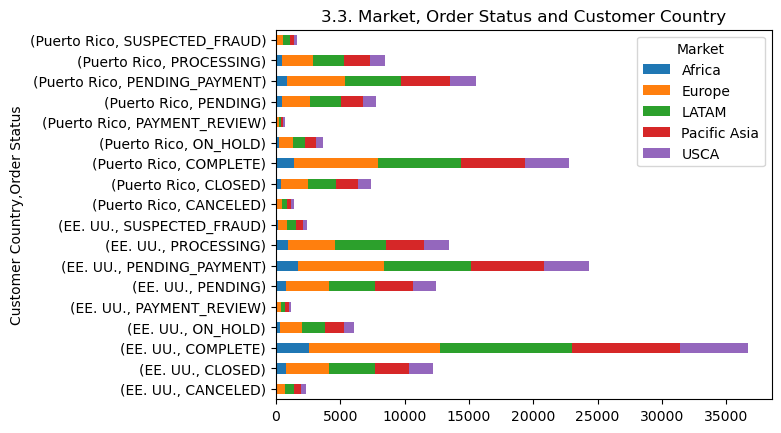 3.3. Market, Order Status and Customer Country
Customer Country,Order Status
(Puerto Rico, SUSPECTED_FRAUD)
(Puerto Rico, PROCESSING)
(Puerto Rico, PENDING_PAYMENT)
(Puerto Rico, PENDING)
(Puerto Rico, PAYMENT_REVIEW)
(Puerto Rico, ON_HOLD)
(Puerto Rico, COMPLETE)
(Puerto Rico, CLOSED)
(Puerto Rico, CANCELED)
(EE. UU., SUSPECTED_FRAUD)
(EE. UU., PROCESSING)
(EE. UU., PENDING_PAYMENT)
(EE. UU., PENDING)
(EE. UU., PAYMENT_REVIEW)
(EE. UU., ON_HOLD)
(EE. UU., COMPLETE)
(EE. UU., CLOSED)
(EE. UU., CANCELED)
Market
Africa
Europe
LATAM
Pacific Asia
USCA
0 5000 10000 15000 20000 25000 30000 35000